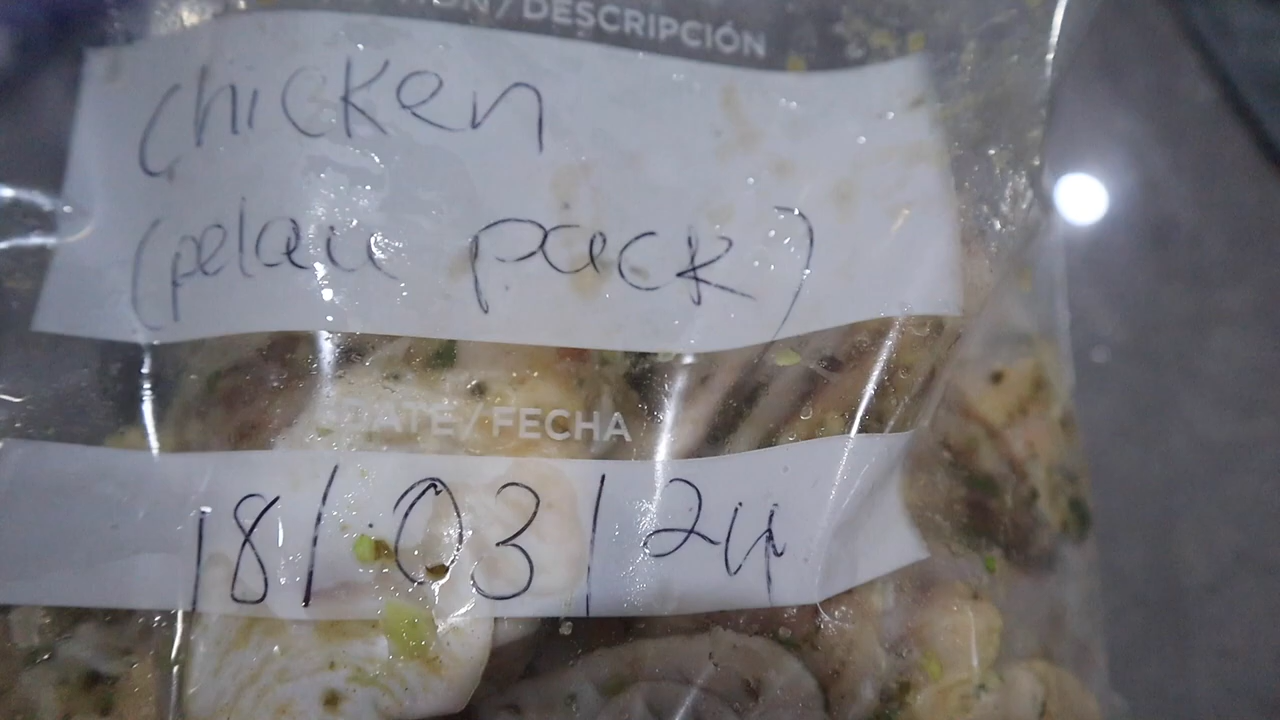 /DESCRIPCIÓN
Chicken
(pelau pack)
DATE/FECHA
18/03/24